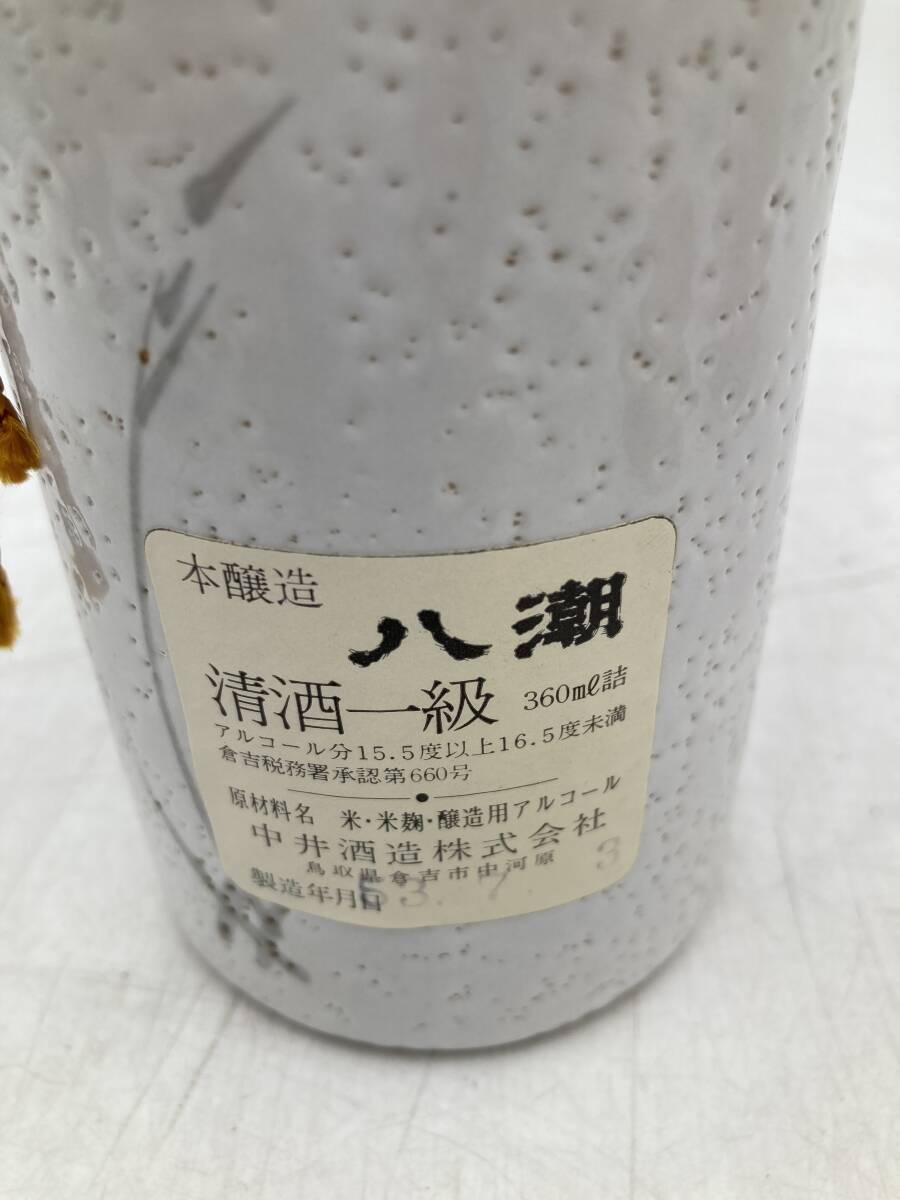 本醸造
八潮
清酒一級 360mℓ詰
アルコール分15.5度以上16.5度未満
倉吉税務署承認第660号
原材料名 米・米麹・醸造用アルコール
中井酒造株式会社
鳥取県倉吉市中河原
製造年月日 53. 7. 3